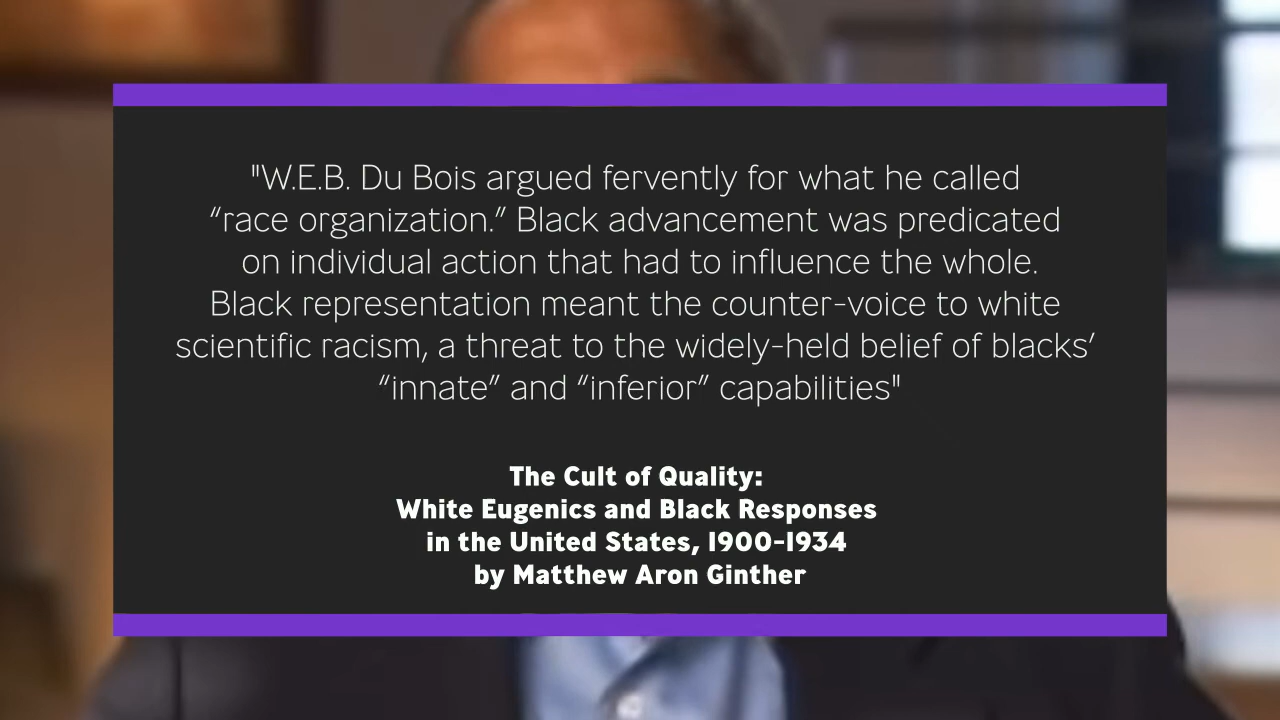 "W.E.B. Du Bois argued fervently for what he called
“race organization.” Black advancement was predicated
on individual action that had to influence the whole.
Black representation meant the counter-voice to white
scientific racism, a threat to the widely-held belief of blacks’
“innate” and “inferior” capabilities"
The Cult of Quality:
White Eugenics and Black Responses
in the United States, 1900-1934
by Matthew Aron Ginther